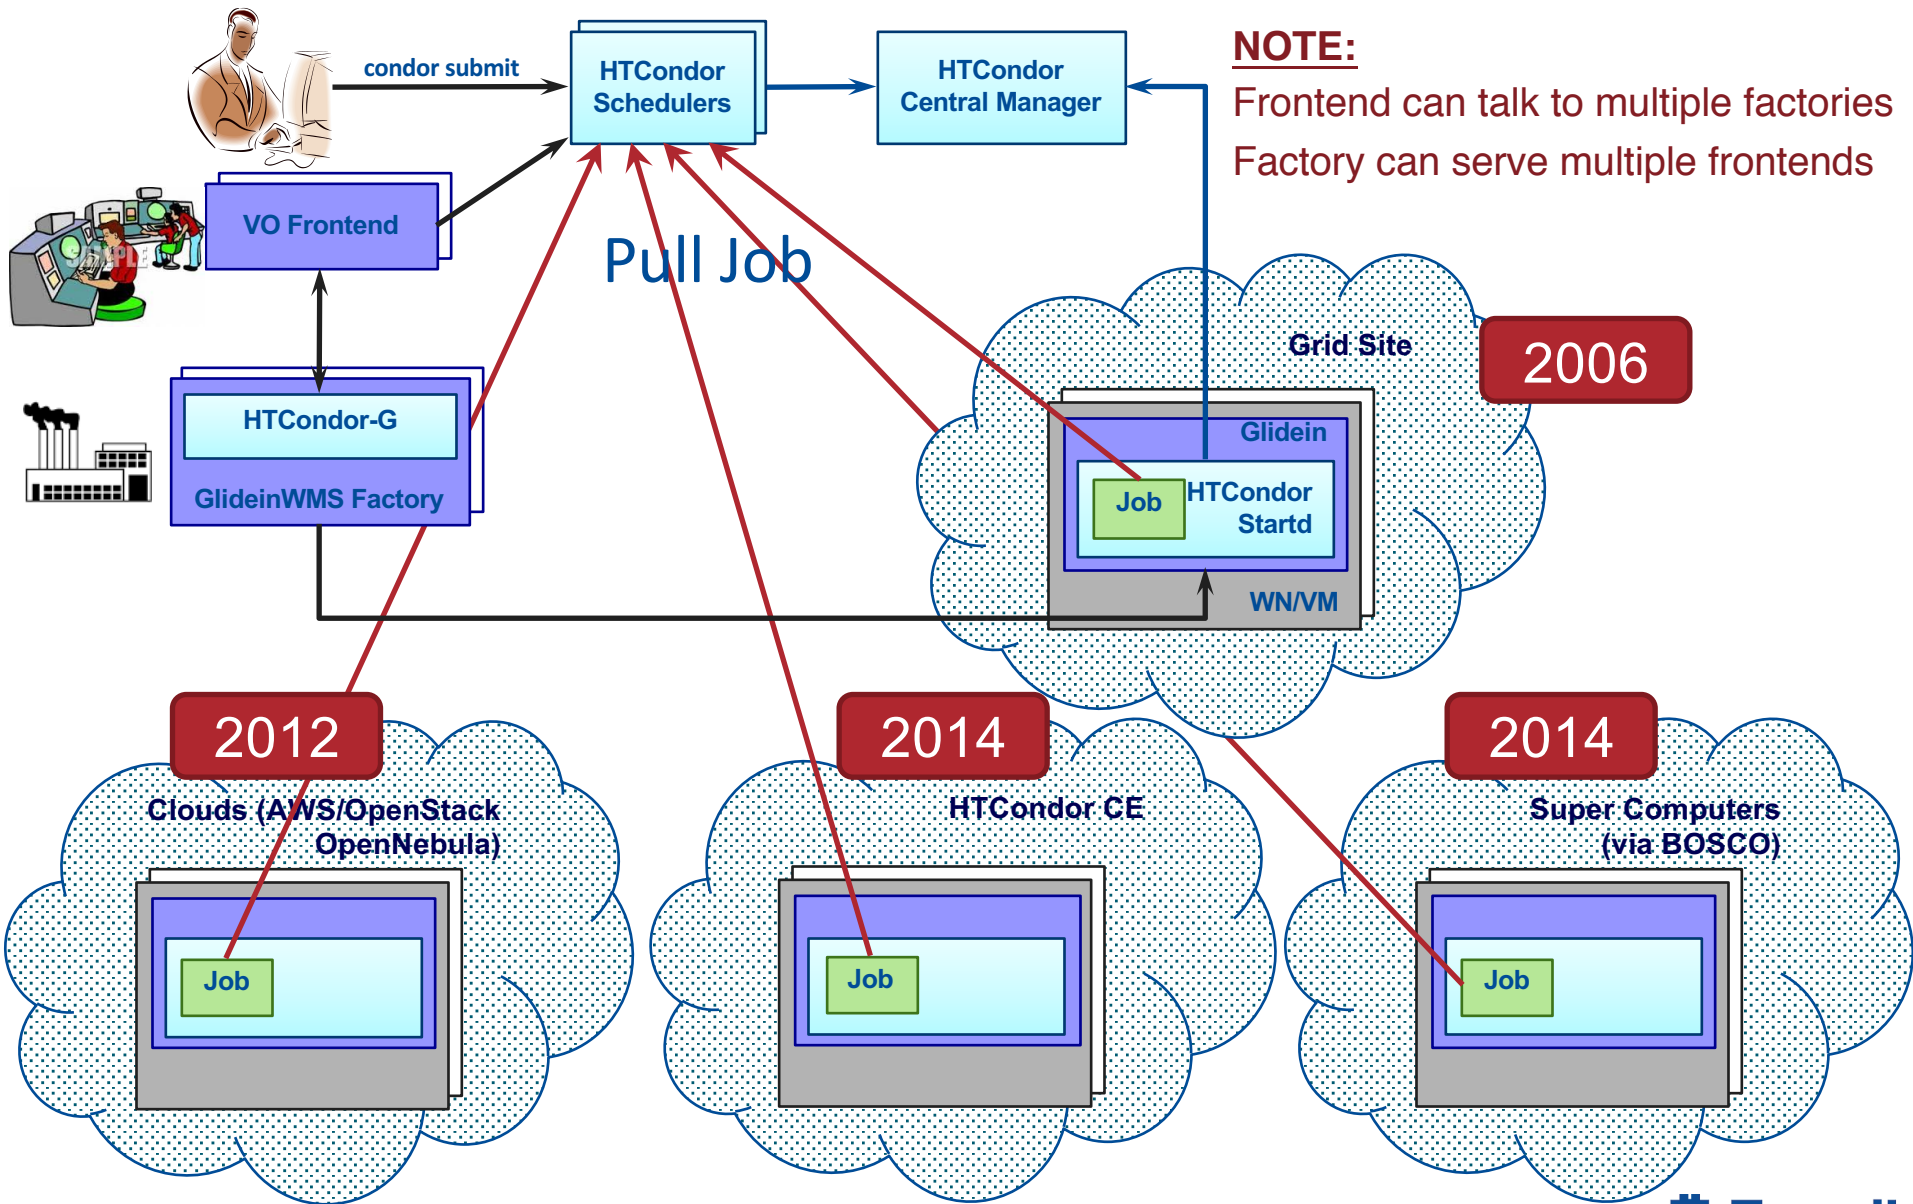 condor submit
HTCondor
Schedulers
HTCondor
Central Manager
NOTE:
Frontend can talk to multiple factories
Factory can serve multiple frontends
VO Frontend
Pull Job
Grid Site
2006
HTCondor-G
GlideinWMS Factory
Glidein
Job
HTCondor
Startd
WN/VM
2012
Clouds (AWS/OpenStack
OpenNebula)
Job
2014
HTCondor CE
Job
2014
Super Computers
(via BOSCO)
Job